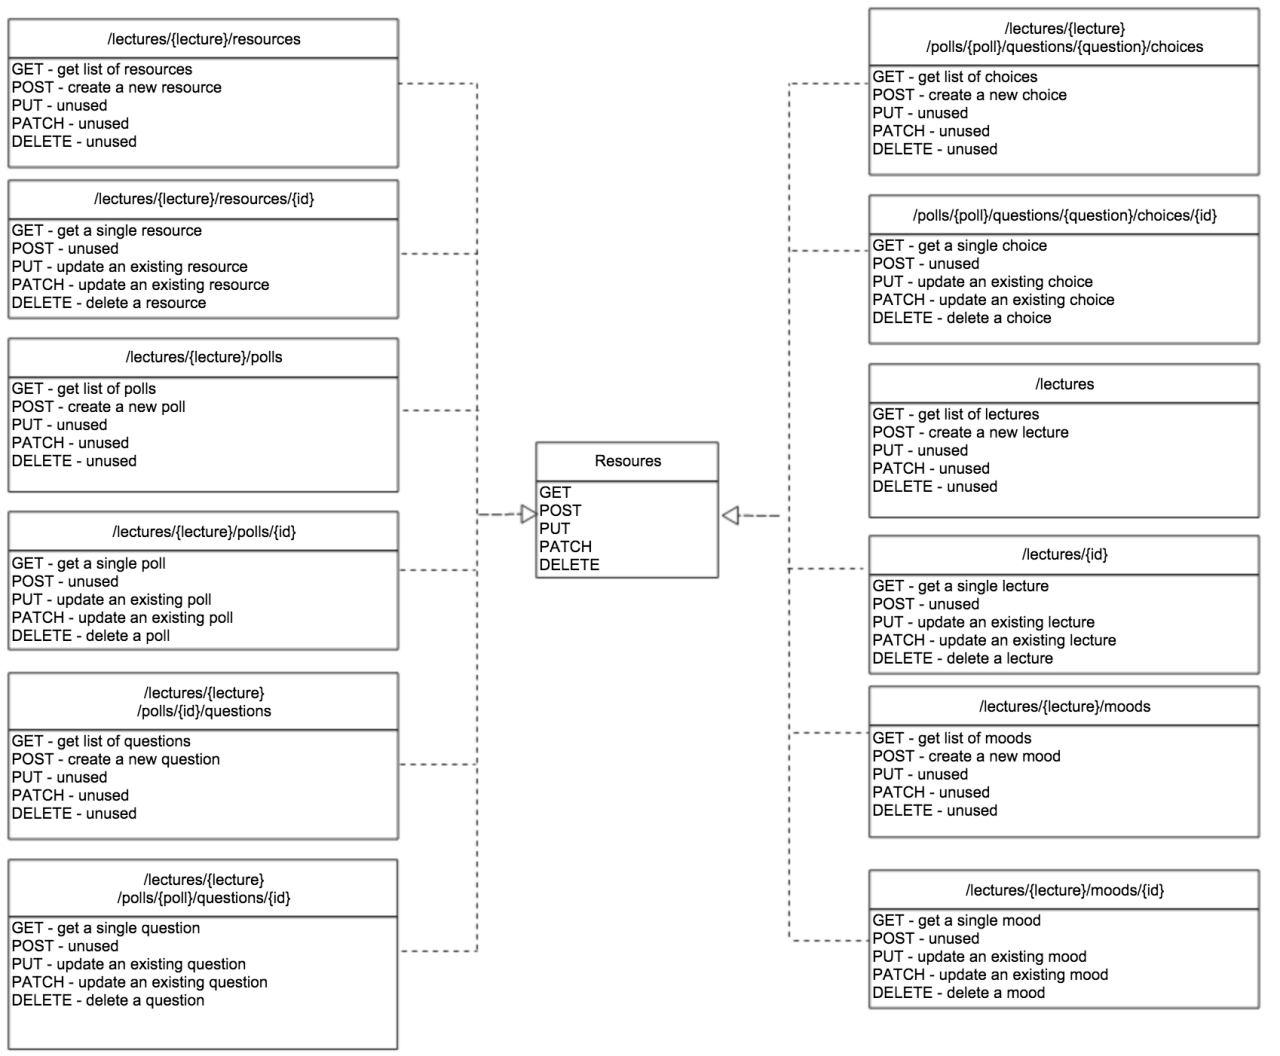 /lectures/{lecture}/resources
GET - get list of resources
POST - create a new resource
PUT - unused
PATCH - unused
DELETE - unused
/lectures/{lecture}/resources/{id}
GET - get a single resource
POST - unused
PUT - update an existing resource
PATCH - update an existing resource
DELETE - delete a resource
/lectures/{lecture}/polls
GET - get list of polls
POST - create a new poll
PUT - unused
PATCH - unused
DELETE - unused
/lectures/{lecture}/polls/{id}
GET - get a single poll
POST - unused
PUT - update an existing poll
PATCH - update an existing poll
DELETE - delete a poll
/lectures/{lecture}
/polls/{id}/questions
GET - get list of questions
POST - create a new question
PUT - unused
PATCH - unused
DELETE - unused
/lectures/{lecture}
/polls/{poll}/questions/{id}
GET - get a single question
POST - unused
PUT - update an existing question
PATCH - update an existing question
DELETE - delete a question
Resoures
GET
POST
PUT
PATCH
DELETE
/lectures/{lecture}
/polls/{poll}/questions/{question}/choices
GET - get list of choices
POST - create a new choice
PUT - unused
PATCH - unused
DELETE - unused
/polls/{poll}/questions/{question}/choices/{id}
GET - get a single choice
POST - unused
PUT - update an existing choice
PATCH - update an existing choice
DELETE - delete a choice
/lectures
GET - get list of lectures
POST - create a new lecture
PUT - unused
PATCH - unused
DELETE - unused
/lectures/{id}
GET - get a single lecture
POST - unused
PUT - update an existing lecture
PATCH - update an existing lecture
DELETE - delete a lecture
/lectures/{lecture}/moods
GET - get list of moods
POST - create a new mood
PUT - unused
PATCH - unused
DELETE - unused
/lectures/{lecture}/moods/{id}
GET - get a single mood
POST - unused
PUT - update an existing mood
PATCH - update an existing mood
DELETE - delete a mood